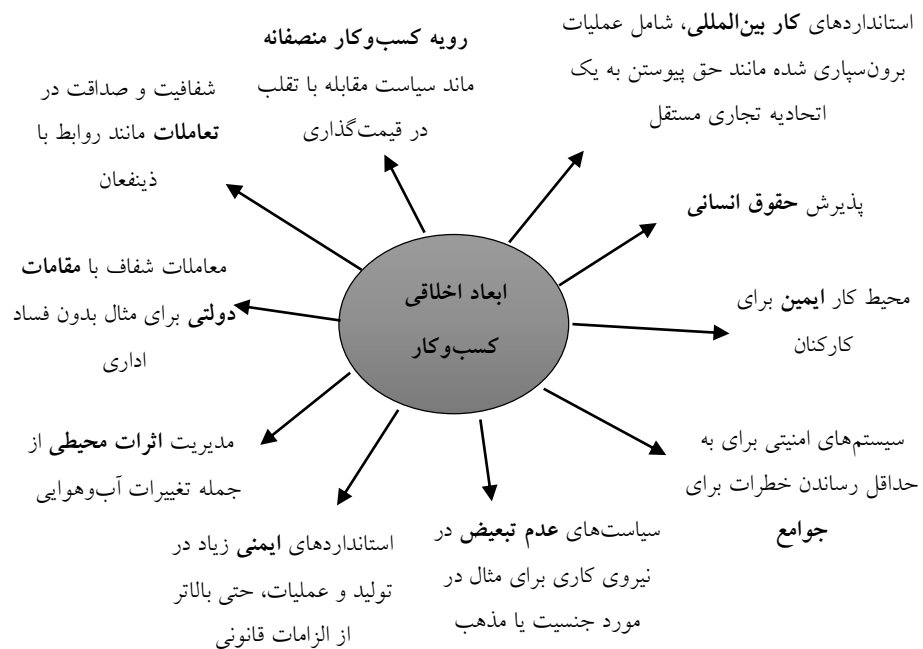 استانداردهای کار بین‌المللی، شامل عملیات
برون‌سپاری شده مانند حق پیوستن به یک
اتحادیه تجاری مستقل
پذیرش حقوق انسانی
محیط کار ایمین برای
کارکنان
سیستم‌های امنیتی برای به
حداقل رساندن خطرات برای
جوامع
سیاست‌های عدم تبعیض در
نیروی کاری برای مثال در
مورد جنسیت یا مذهب
استانداردهای ایمنی زیاد در
تولید و عملیات، حتی بالاتر
از الزامات قانونی
مدیریت اثرات محیطی از
جمله تغییرات آب‌وهوایی
معاملات شفاف با مقامات
دولتی برای مثال بدون فساد
اداری
شفافیت و صداقت در
تعاملات مانند روابط با
ذینفعان
رویه کسب‌وکار منصفانه
ماند سیاست مقابله با تقلب
در قیمت‌گذاری
ابعاد اخلاقی
کسب‌وکار